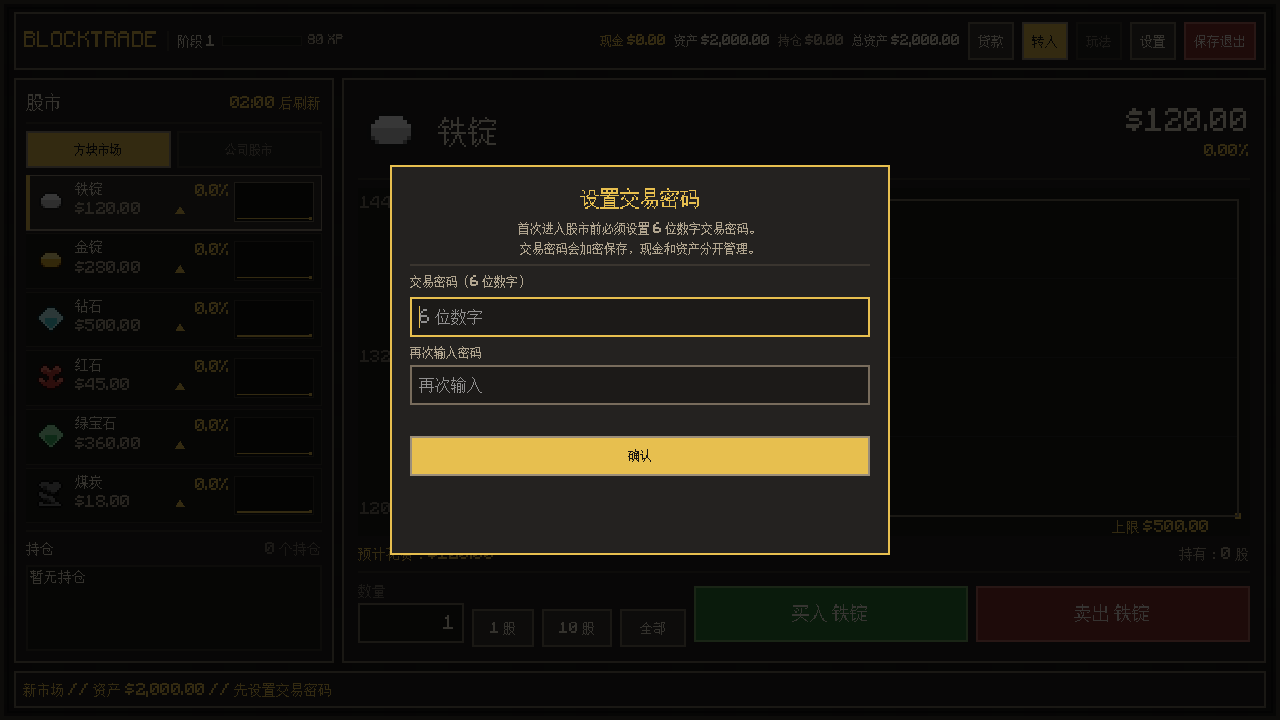 BLOCKTRADE 阶段 1 80 XP 现金 $0.00 资产 $2,000.00 持仓 $0.00 总资产 $2,000.00 贷款 转入 玩法 设置 保存退出
股市 02:00 后刷新
方块市场 公司股市
铁锭 0.0%
$120.00
金锭 0.0%
$280.00
钻石 0.0%
$500.00
红石 0.0%
$45.00
绿宝石 0.0%
$360.00
煤炭 0.0%
$18.00
持仓 0 个持仓
暂无持仓
铁锭 $120.00
0.00%
144
132
120
上限 $500.00
持有：0 股
设置交易密码
首次进入股市前必须设置 6 位数字交易密码。
交易密码会加密保存，现金和资产分开管理。
交易密码（6 位数字）
6 位数字
再次输入密码
再次输入
确认
数量
1 1 股 10 股 全部 买入 铁锭 卖出 铁锭
新市场 // 资产 $2,000.00 // 先设置交易密码